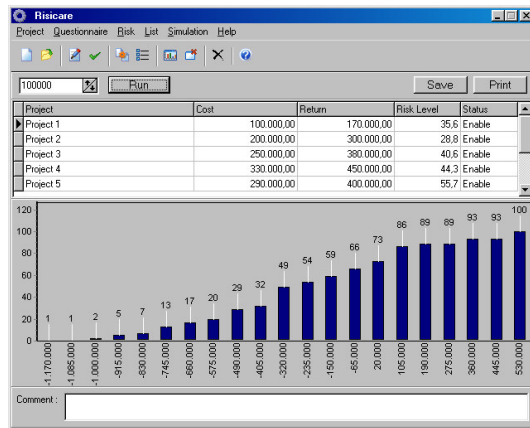 Risicare
Project Questionnaire Risk List Simulation Help
100000 Run Save Print
Project Cost Return Risk Level Status
Project 1 100.000,00 170.000,00 35,6 Enable
Project 2 200.000,00 300.000,00 28,8 Enable
Project 3 250.000,00 380.000,00 40,6 Enable
Project 4 330.000,00 450.000,00 44,3 Enable
Project 5 290.000,00 400.000,00 55,7 Enable
120
100
80
60
40
20
0
1 1 2 5 7 13 17 20 29 32 49 54 59 66 73 86 89 89 93 93 100
-1.170.000 -1.085.000 -1.000.000 -915.000 -830.000 -745.000 -660.000 -575.000 -490.000 -405.000 -320.000 -235.000 -150.000 -65.000 20.000 105.000 190.000 275.000 360.000 445.000 530.000
Comment :